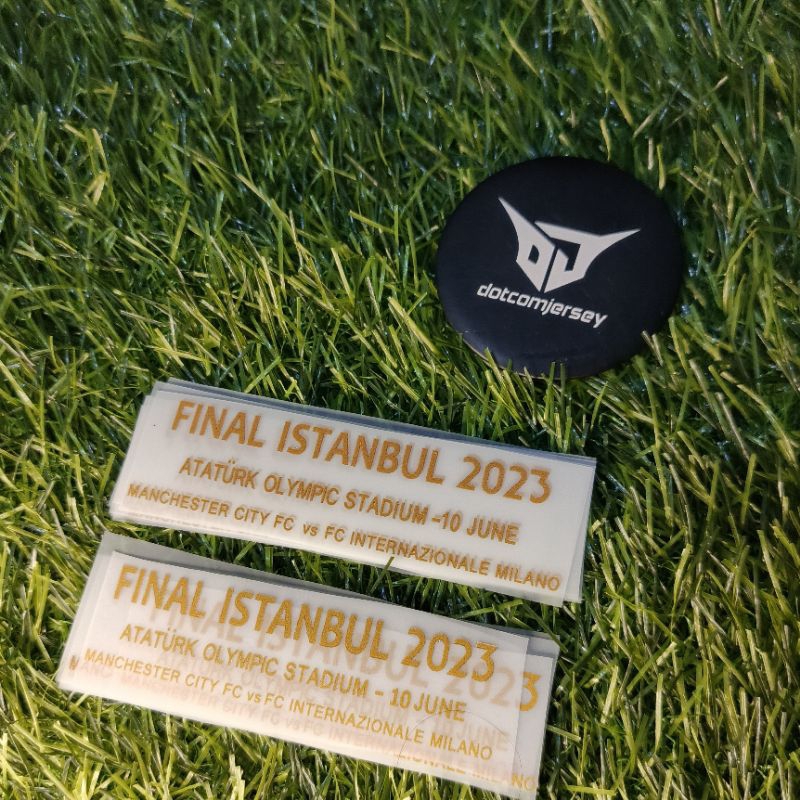 DJ
dotcomjersey
FINAL ISTANBUL 2023
ATATÜRK OLYMPIC STADIUM -10 JUNE
MANCHESTER CITY FC vs FC INTERNAZIONALE MILANO
FINAL ISTANBUL 2023
ATATÜRK OLYMPIC STADIUM - 10 JUNE
MANCHESTER CITY FC vs FC INTERNAZIONALE MILANO